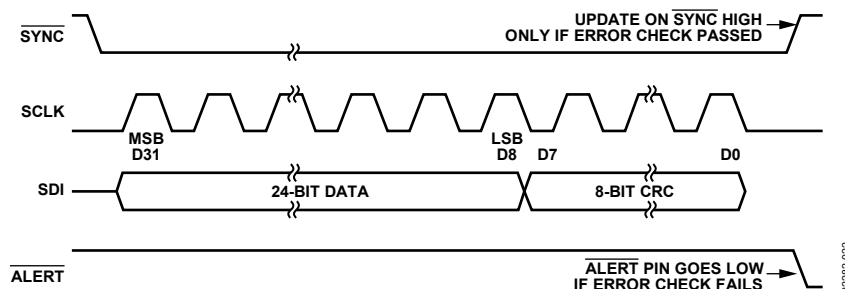 SYNC
UPDATE ON SYNC HIGH
ONLY IF ERROR CHECK PASSED
SCLK
MSB
D31
LSB
D8
D7
D0
SDI
24-BIT DATA
8-BIT CRC
ALERT
ALERT PIN GOES LOW
IF ERROR CHECK FAILS